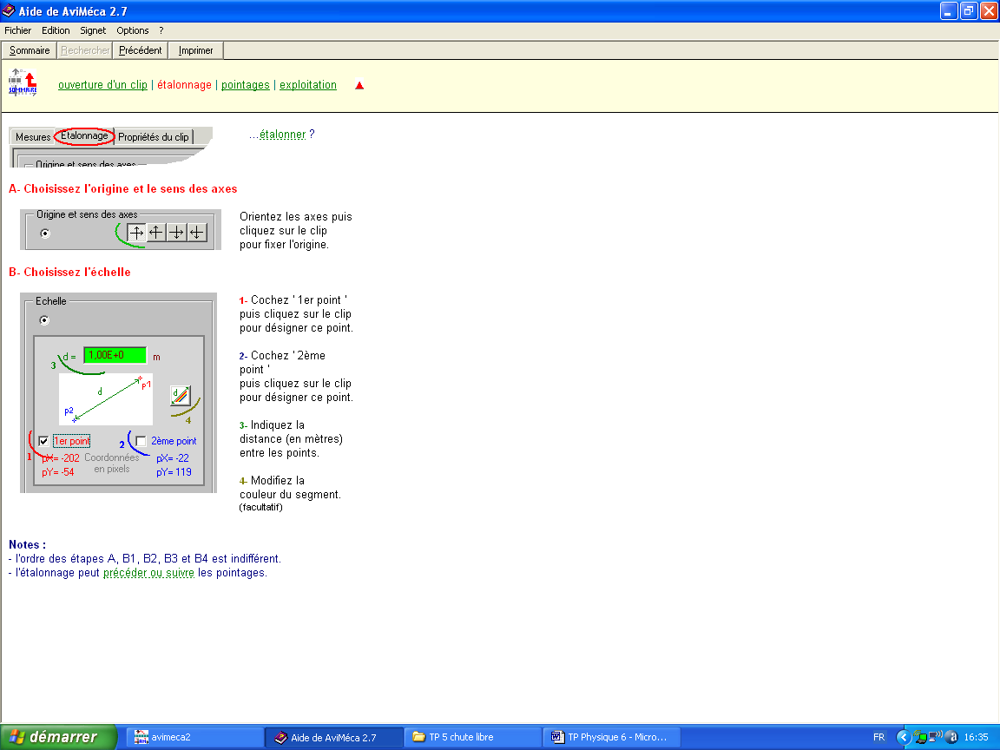 Aide de AviMéca 2.7
Fichier Edition Signet Options ?
Sommaire Rechercher Précédent Imprimer
SOMMAIRE
ouverture d'un clip | étalonnage | pointages | exploitation
Mesures Etalonnage Propriétés du clip
Origine et sens des axes
...étalonner ?
A- Choisissez l'origine et le sens des axes
Origine et sens des axes
Orientez les axes puis
cliquez sur le clip
pour fixer l'origine.
B- Choisissez l'échelle
Echelle
d = 1,00E+0 m
3
d
p1
p2
d
4
1er point
2ème point
1
2
pX= -202 Coordonnées pX= -22
pY= -54 en pixels pY= 119
1- Cochez ' 1er point '
puis cliquez sur le clip
pour désigner ce point.
2- Cochez ' 2ème
point '
puis cliquez sur le clip
pour désigner ce point.
3- Indiquez la
distance (en mètres)
entre les points.
4- Modifiez la
couleur du segment.
(facultatif)
Notes :
- l'ordre des étapes A, B1, B2, B3 et B4 est indifférent.
- l'étalonnage peut précéder ou suivre les pointages.
démarrer avimeca2 Aide de AviMéca 2.7 TP 5 chute libre TP Physique 6 - Micro... FR 16:35